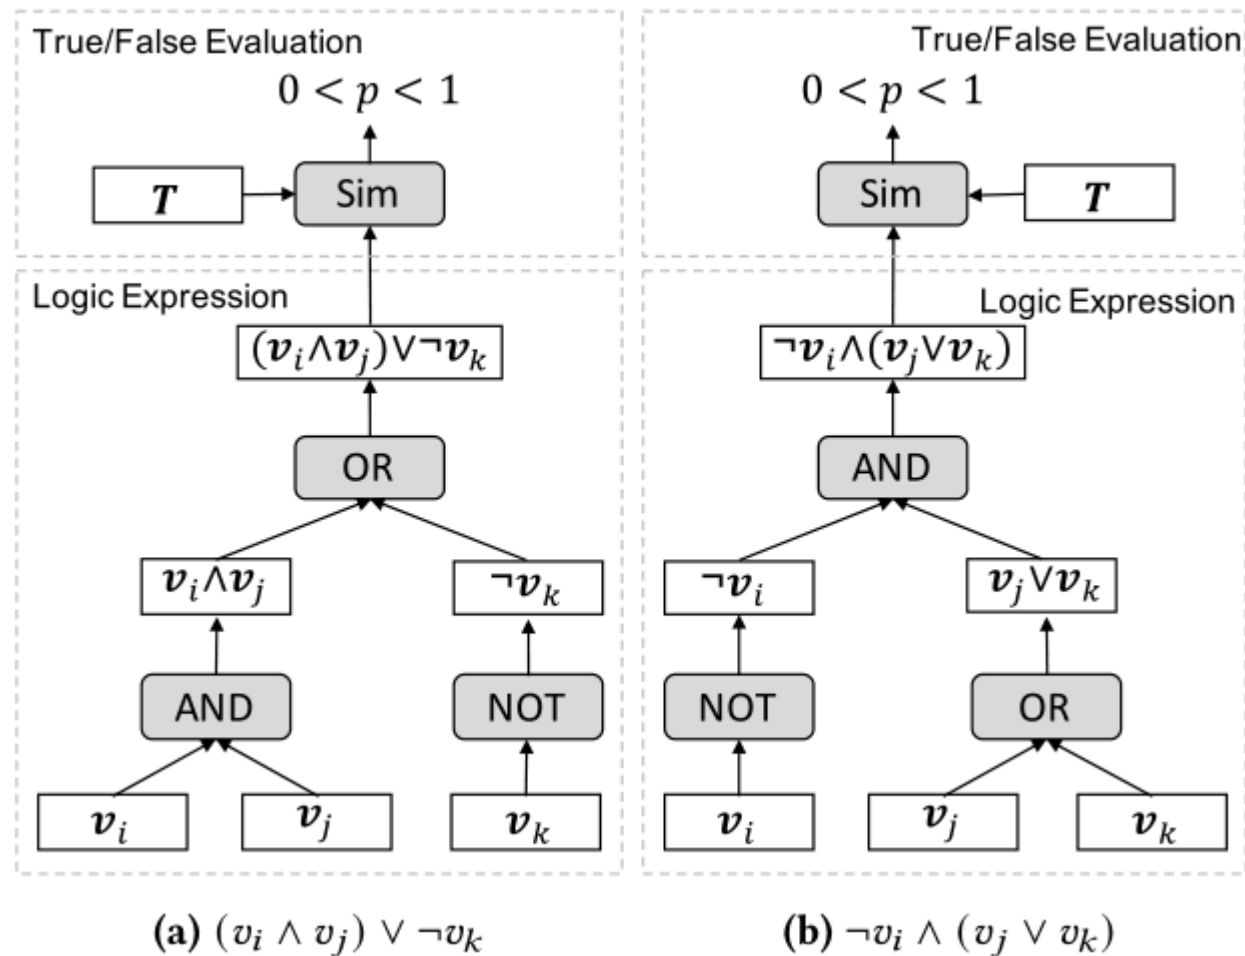 True/False Evaluation
0 < p < 1
T
Sim
Logic Expression
(v_i∧v_j)∨¬v_k
OR
v_i∧v_j
¬v_k
AND
NOT
v_i
v_j
v_k
(a) (v_i ∧ v_j) ∨ ¬v_k
True/False Evaluation
0 < p < 1
Sim
T
Logic Expression
¬v_i∧(v_j∨v_k)
AND
¬v_i
v_j∨v_k
NOT
OR
v_i
v_j
v_k
(b) ¬v_i ∧ (v_j ∨ v_k)